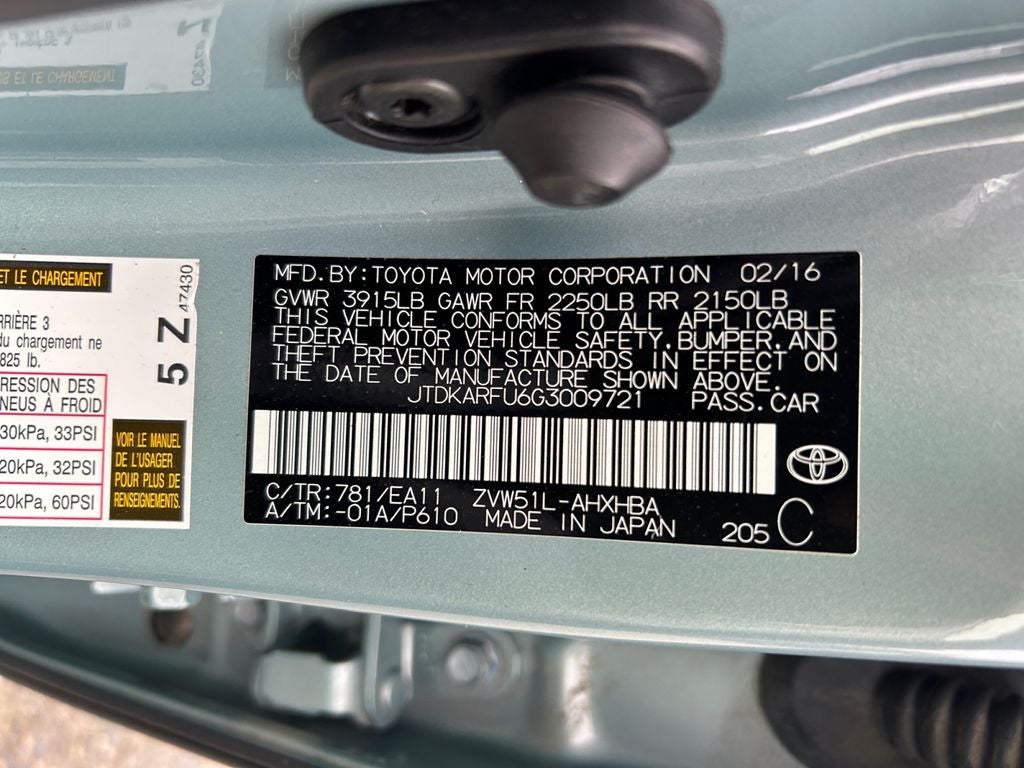 S ET LE CHARGEMENT
47430
ET LE CHARGEMENT
RRIÈRE 3
du chargement ne
825 lb.
RESSION DES
NEUS À FROID
30kPa, 33PSI
20kPa, 32PSI
20kPa, 60PSI
5 Z 47430
VOIR LE MANUEL
DE L'USAGER
POUR PLUS DE
RENSEIGNEMENTS.
MFD.BY:TOYOTA MOTOR CORPORATION 02/16
GVWR 3915LB GAWR FR 2250LB RR 2150LB
THIS VEHICLE CONFORMS TO ALL APPLICABLE
FEDERAL MOTOR VEHICLE SAFETY,BUMPER,AND
THEFT PREVENTION STANDARDS IN EFFECT ON
THE DATE OF MANUFACTURE SHOWN ABOVE.
JTDKARFU6G3009721 PASS.CAR
C/TR:781/EA11 ZVW51L-AHXHBA
A/TM:-01A/P610 MADE IN JAPAN 205 C